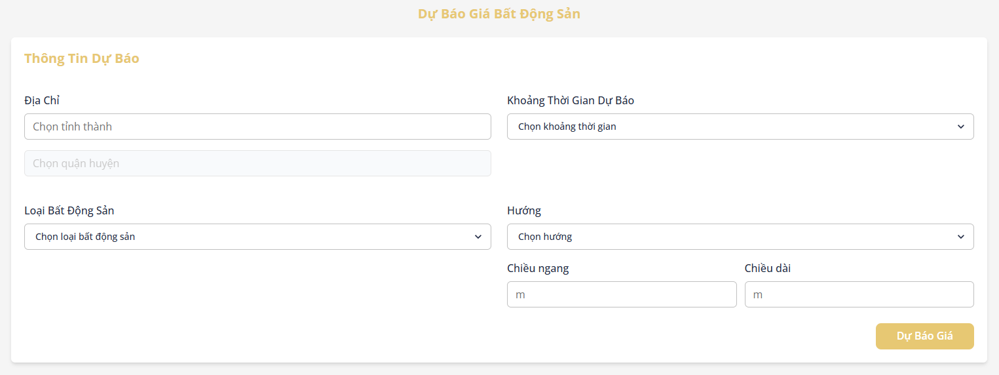 Dự Báo Giá Bất Động Sản
Thông Tin Dự Báo
Địa Chỉ
Chọn tỉnh thành
Chọn quận huyện
Khoảng Thời Gian Dự Báo
Chọn khoảng thời gian
Loại Bất Động Sản
Chọn loại bất động sản
Hướng
Chọn hướng
Chiều ngang
m
Chiều dài
m
Dự Báo Giá